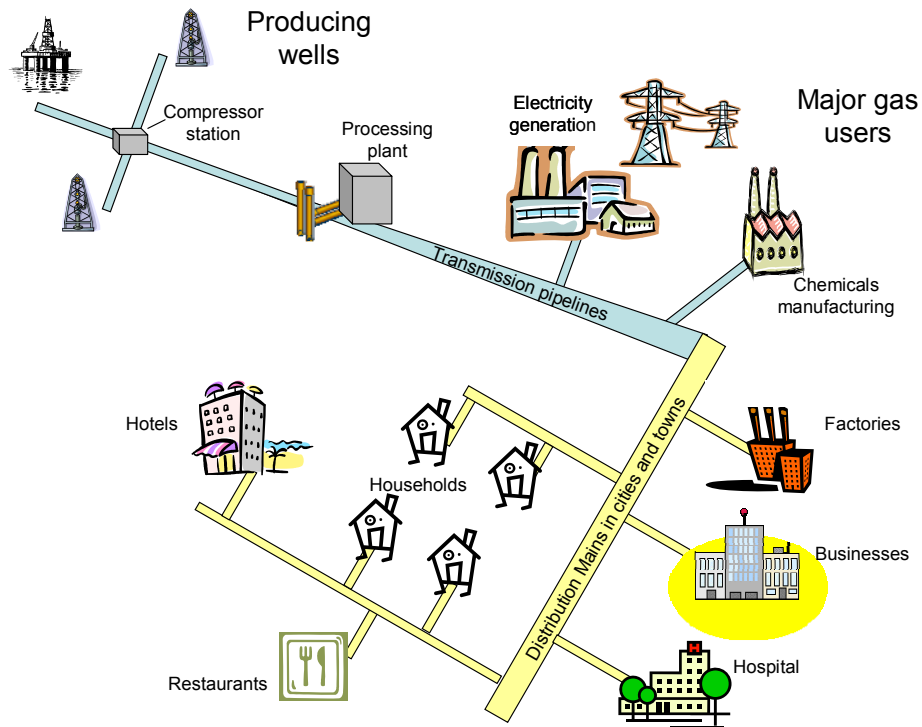 Producing
wells
Compressor
station
Processing
plant
Electricity
generation
Major gas
users
Transmission pipelines
Chemicals
manufacturing
Hotels
Households
Distribution Mains in cities and towns
Factories
Businesses
H
Hospital
Restaurants